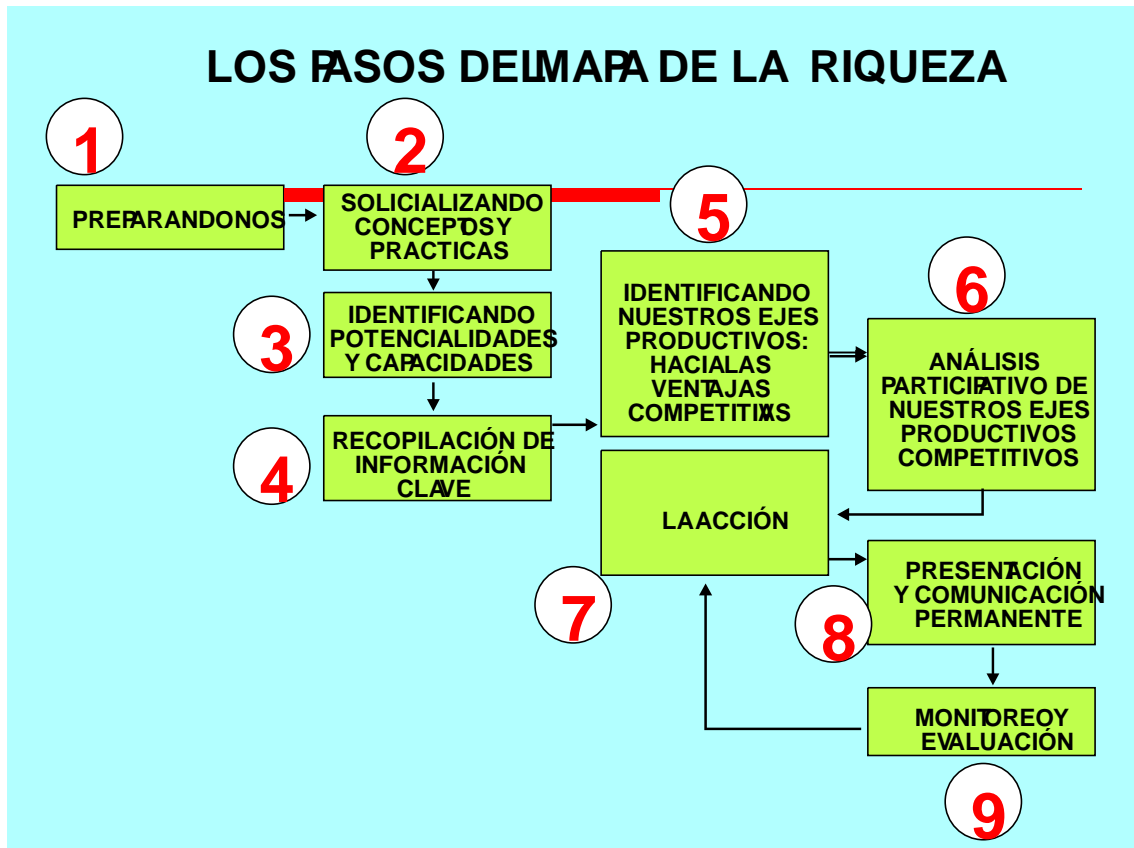 LOS PASOS DEL MAPA DE LA RIQUEZA
1
PREPARANDONOS
2
SOLICIALIZANDO
CONCEPTOS Y
PRACTICAS
3
IDENTIFICANDO
POTENCIALIDADES
Y CAPACIDADES
4
RECOPILACIÓN DE
INFORMACIÓN
CLAVE
5
IDENTIFICANDO
NUESTROS EJES
PRODUCTIVOS:
HACIA LAS
VENTAJAS
COMPETITIVAS
6
ANÁLISIS
PARTICIPATIVO DE
NUESTROS EJES
PRODUCTIVOS
COMPETITIVOS
LA ACCIÓN
7
8
PRESENTACIÓN
Y COMUNICACIÓN
PERMANENTE
MONITOREO Y
EVALUACIÓN
9